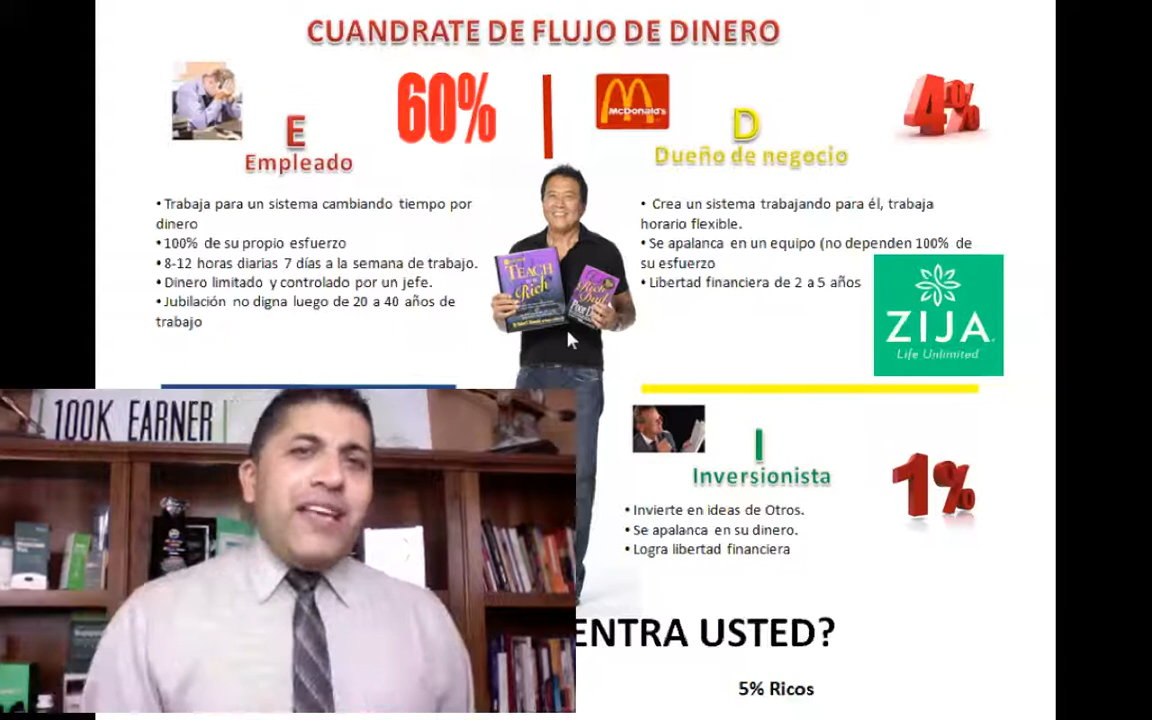 CUANDRATE DE FLUJO DE DINERO
60%
McDonald's
4%
E
Empleado
D
Dueño de negocio
• Trabaja para un sistema cambiando tiempo por
dinero
• 100% de su propio esfuerzo
• 8-12 horas diarias 7 días a la semana de trabajo.
• Dinero limitado y controlado por un jefe.
• Jubilación no digna luego de 20 a 40 años de
trabajo
• Crea un sistema trabajando para él, trabaja
horario flexible.
• Se apalanca en un equipo (no dependen 100% de
su esfuerzo
• Libertad financiera de 2 a 5 años
TEACH
Rich
Rich Dad
Poor
ZIJA
Life Unlimited
100K EARNER
I
Inversionista
1%
• Invierte en ideas de Otros.
• Se apalanca en su dinero.
• Logra libertad financiera
ENTRA USTED?
5% Ricos